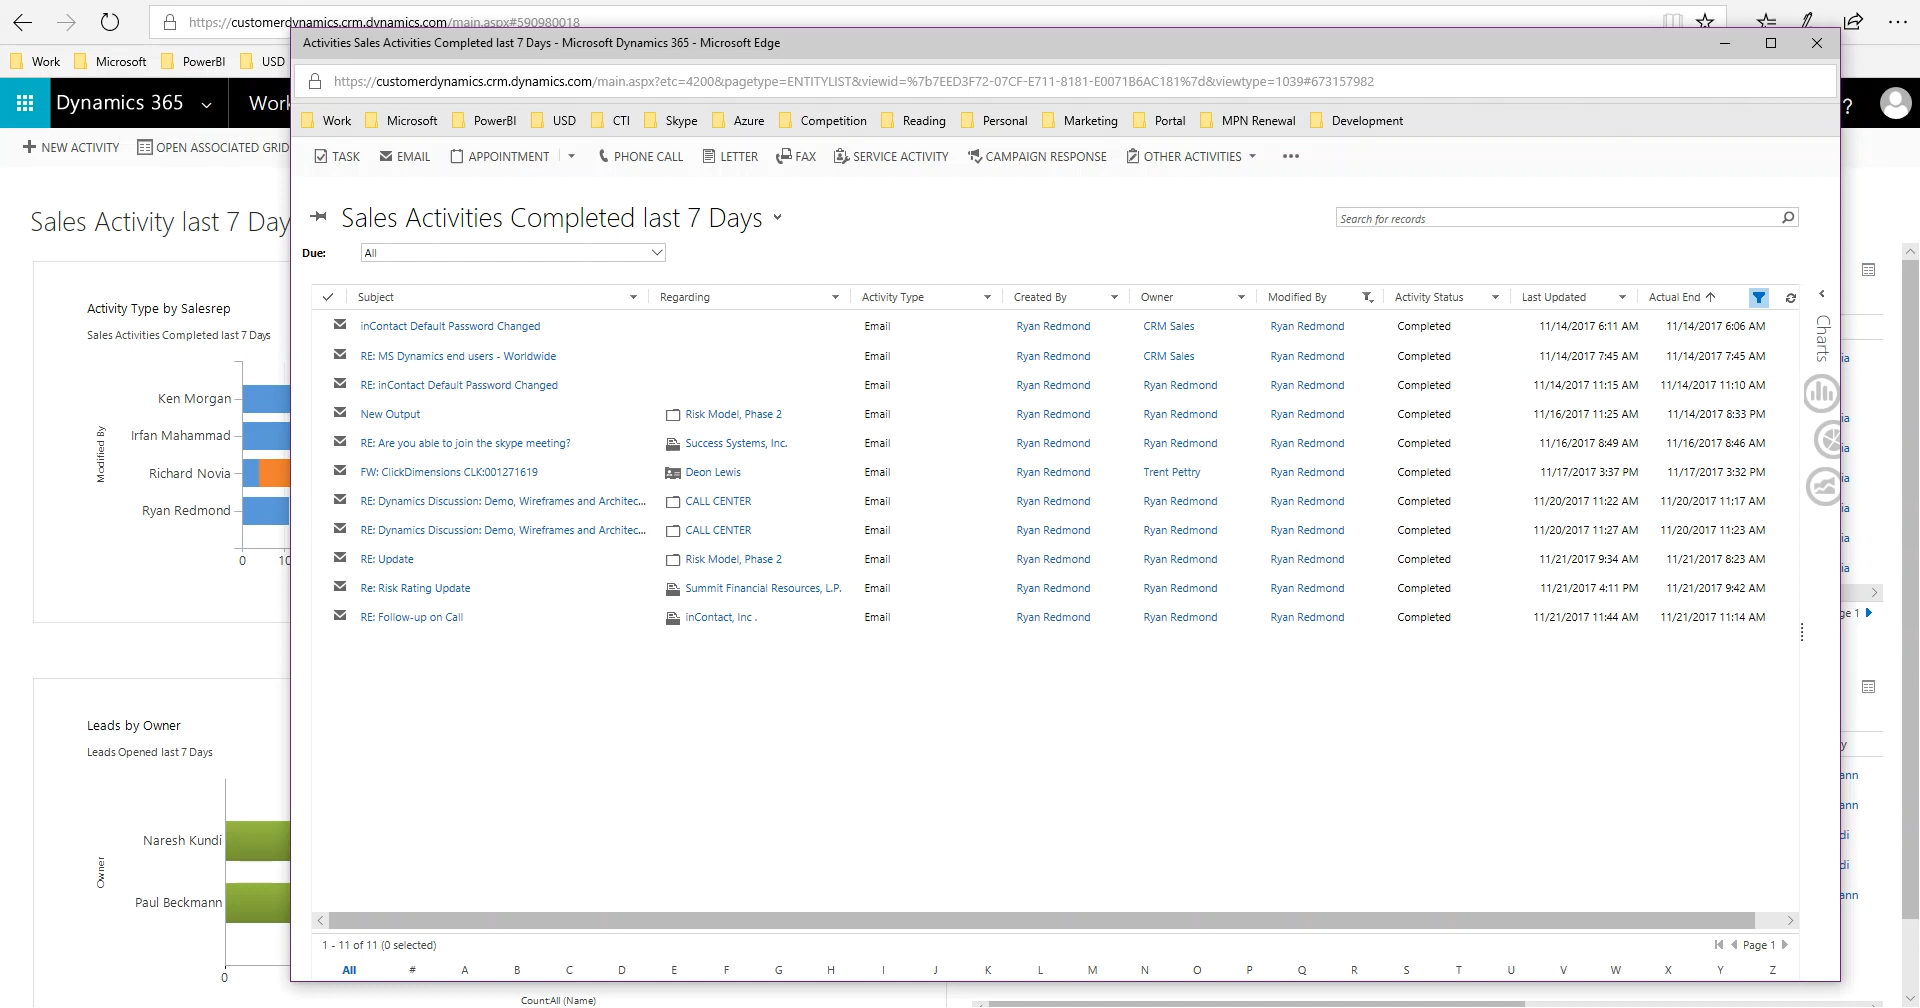 https://customerdynamics.crm.dynamics.com/main.aspx#590980018
Work Microsoft PowerBI USD
Dynamics 365 Work
?
NEW ACTIVITY OPEN ASSOCIATED GRID
Sales Activity last 7 Day
Activity Type by Salesrep
Sales Activities Completed last 7 Days
Modified By
Ken Morgan
Irfan Mahammad
Richard Novia
Ryan Redmond
0 10
Leads by Owner
Leads Opened last 7 Days
Owner
Naresh Kundi
Paul Beckmann
0
CountAll (Name)
Activities Sales Activities Completed last 7 Days - Microsoft Dynamics 365 - Microsoft Edge
https://customerdynamics.crm.dynamics.com/main.aspx?etc=4200&pagetype=ENTITYLIST&viewid=%7b7EED3F72-07CF-E711-8181-E0071B6AC181%7d&viewtype=1039#673157982
Work Microsoft PowerBI USD CTI Skype Azure Competition Reading Personal Marketing Portal MPN Renewal Development
TASK EMAIL APPOINTMENT PHONE CALL LETTER FAX SERVICE ACTIVITY CAMPAIGN RESPONSE OTHER ACTIVITIES
Sales Activities Completed last 7 Days
Search for records
Due: All
Subject Regarding Activity Type Created By Owner Modified By Activity Status Last Updated Actual End
inContact Default Password Changed Email Ryan Redmond CRM Sales Ryan Redmond Completed 11/14/2017 6:11 AM 11/14/2017 6:06 AM
RE: MS Dynamics end users - Worldwide Email Ryan Redmond CRM Sales Ryan Redmond Completed 11/14/2017 7:45 AM 11/14/2017 7:45 AM
RE: inContact Default Password Changed Email Ryan Redmond Ryan Redmond Ryan Redmond Completed 11/14/2017 11:15 AM 11/14/2017 11:10 AM
New Output Risk Model, Phase 2 Email Ryan Redmond Ryan Redmond Ryan Redmond Completed 11/16/2017 11:25 AM 11/14/2017 8:33 PM
RE: Are you able to join the skype meeting? Success Systems, Inc. Email Ryan Redmond Ryan Redmond Ryan Redmond Completed 11/16/2017 8:49 AM 11/16/2017 8:46 AM
FW: ClickDimensions CLK:001271619 Deon Lewis Email Ryan Redmond Trent Pettry Ryan Redmond Completed 11/17/2017 3:37 PM 11/17/2017 3:32 PM
RE: Dynamics Discussion: Demo, Wireframes and Architec... CALL CENTER Email Ryan Redmond Ryan Redmond Ryan Redmond Completed 11/20/2017 11:22 AM 11/20/2017 11:17 AM
RE: Dynamics Discussion: Demo, Wireframes and Architec... CALL CENTER Email Ryan Redmond Ryan Redmond Ryan Redmond Completed 11/20/2017 11:27 AM 11/20/2017 11:23 AM
RE: Update Risk Model, Phase 2 Email Ryan Redmond Ryan Redmond Ryan Redmond Completed 11/21/2017 9:34 AM 11/21/2017 8:23 AM
Re: Risk Rating Update Summit Financial Resources, L.P. Email Ryan Redmond Ryan Redmond Ryan Redmond Completed 11/21/2017 4:11 PM 11/21/2017 9:42 AM
RE: Follow-up on Call inContact, Inc . Email Ryan Redmond Ryan Redmond Ryan Redmond Completed 11/21/2017 11:44 AM 11/21/2017 11:14 AM
Charts
1 - 11 of 11 (0 selected) Page 1
All # A B C D E F G H I J K L M N O P Q R S T U V W X Y Z
ia
ia
ia
ia
ia
ia
ia
ge 1
y
ann
ann
di
di
ann